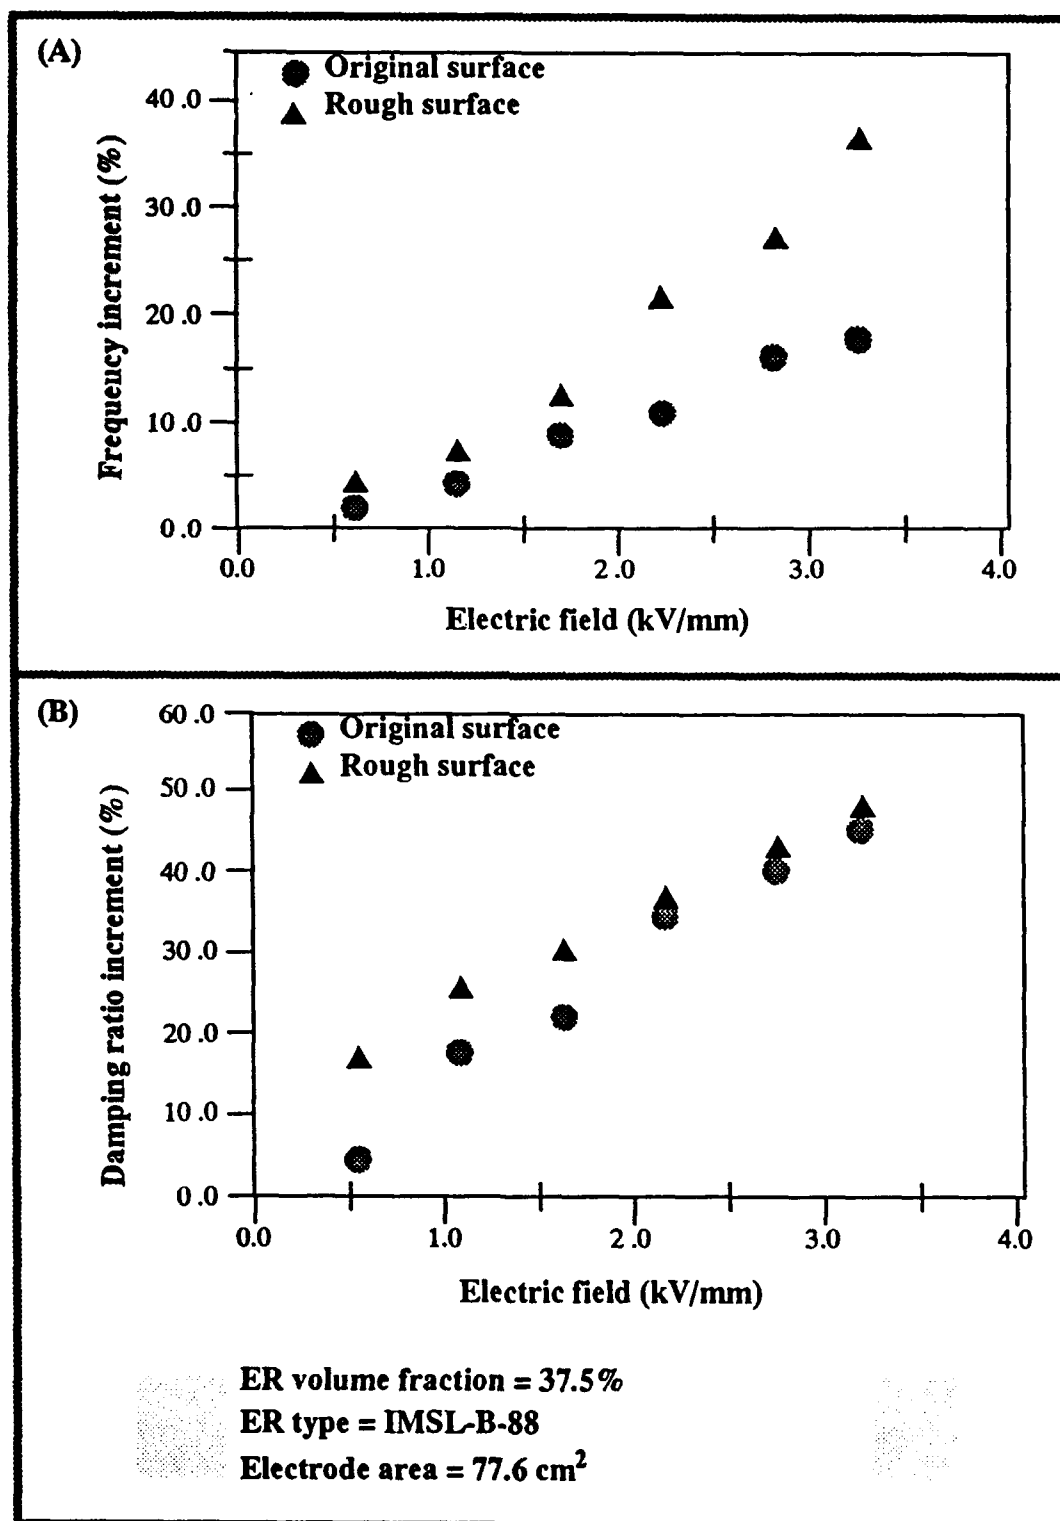 (A)
Original surface
Rough surface
40.0
30.0
20.0
10.0
0.0
Frequency increment (%)
0.0 1.0 2.0 3.0 4.0
Electric field (kV/mm)
(B)
Original surface
Rough surface
60.0
50.0
40.0
30.0
20.0
10.0
0.0
Damping ratio increment (%)
0.0 1.0 2.0 3.0 4.0
Electric field (kV/mm)
ER volume fraction = 37.5%
ER type = IMSL-B-88
Electrode area = 77.6 cm²